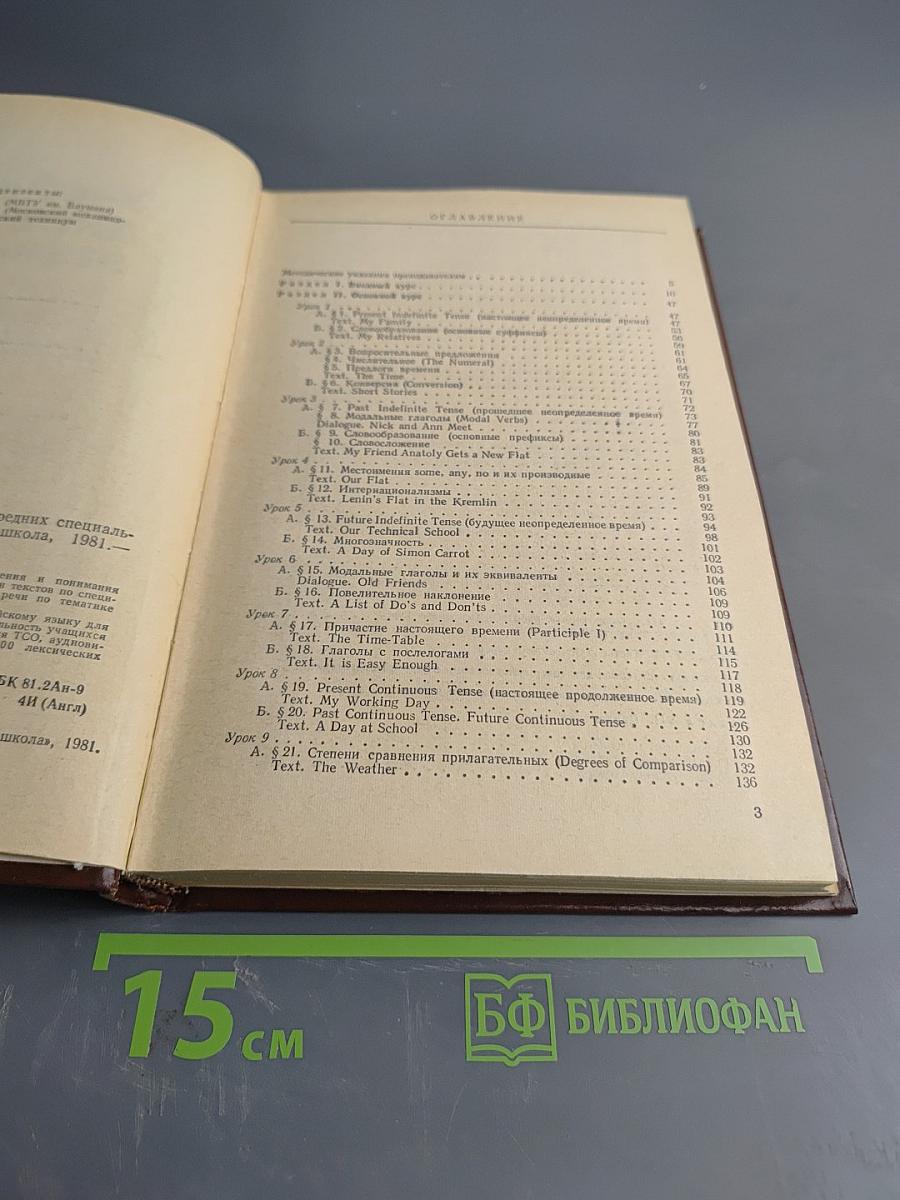 (МВТУ им. Баумана)
(Московский механико-
редних специаль-
школа, 1981.—
ения и понимания
в текстов по специ-
речи по тематике
йскому языку для
льность учащихся
ия ТСО, аудиови-
00 лексических
БК 81.2Ан-9
4И (Англ)
школа», 1981.
ОГЛАВЛЕНИЕ
Методические указания преподавателям 5
Раздел I. Вводный курс 10
Раздел II. Основной курс 47
Урок 1 47
А. § 1. Present Indefinite Tense (настоящее неопределенное время) 47
Text. My Family 53
Б. § 2. Словообразование (основные суффиксы) 56
Text. My Relatives 59
Урок 2 61
А. § 3. Вопросительные предложения 61
§ 4. Числительное (The Numeral) 64
§ 5. Предлоги времени 65
Text. The Time 67
Б. § 6. Конверсия (Conversion) 70
Text. Short Stories 71
Урок 3 72
А. § 7. Past Indefinite Tense (прошедшее неопределенное время) 73
§ 8. Модальные глаголы (Modal Verbs) 77
Dialogue. Nick and Ann Meet 80
Б. § 9. Словообразование (основные префиксы) 81
§ 10. Словосложение 83
Text. My Friend Anatoly Gets a New Flat 83
Урок 4 84
А. § 11. Местоимения some, any, no и их производные 85
Text. Our Flat 89
Б. § 12. Интернационализмы 91
Text. Lenin's Flat in the Kremlin 93
Урок 5 94
А. § 13. Future Indefinite Tense (будущее неопределенное время) 98
Text. Our Technical School 101
Б. § 14. Многозначность 102
Text. A Day of Simon Carrot 103
Урок 6 104
А. § 15. Модальные глаголы и их эквиваленты 106
Dialogue. Old Friends 109
Б. § 16. Повелительное наклонение 109
Text. A List of Do's and Don'ts 110
Урок 7 111
А. § 17. Причастие настоящего времени (Participle I) 114
Text. The Time-Table 115
Б. § 18. Глаголы с послелогами 117
Text. It is Easy Enough 118
Урок 8 119
А. § 19. Present Continuous Tense (настоящее продолженное время) 122
Text. My Working Day 126
Б. § 20. Past Continuous Tense. Future Continuous Tense 130
Text. A Day at School 132
Урок 9 132
А. § 21. Степени сравнения прилагательных (Degrees of Comparison) 136
Text. The Weather
3
15 см
БФ БИБЛИОФАН